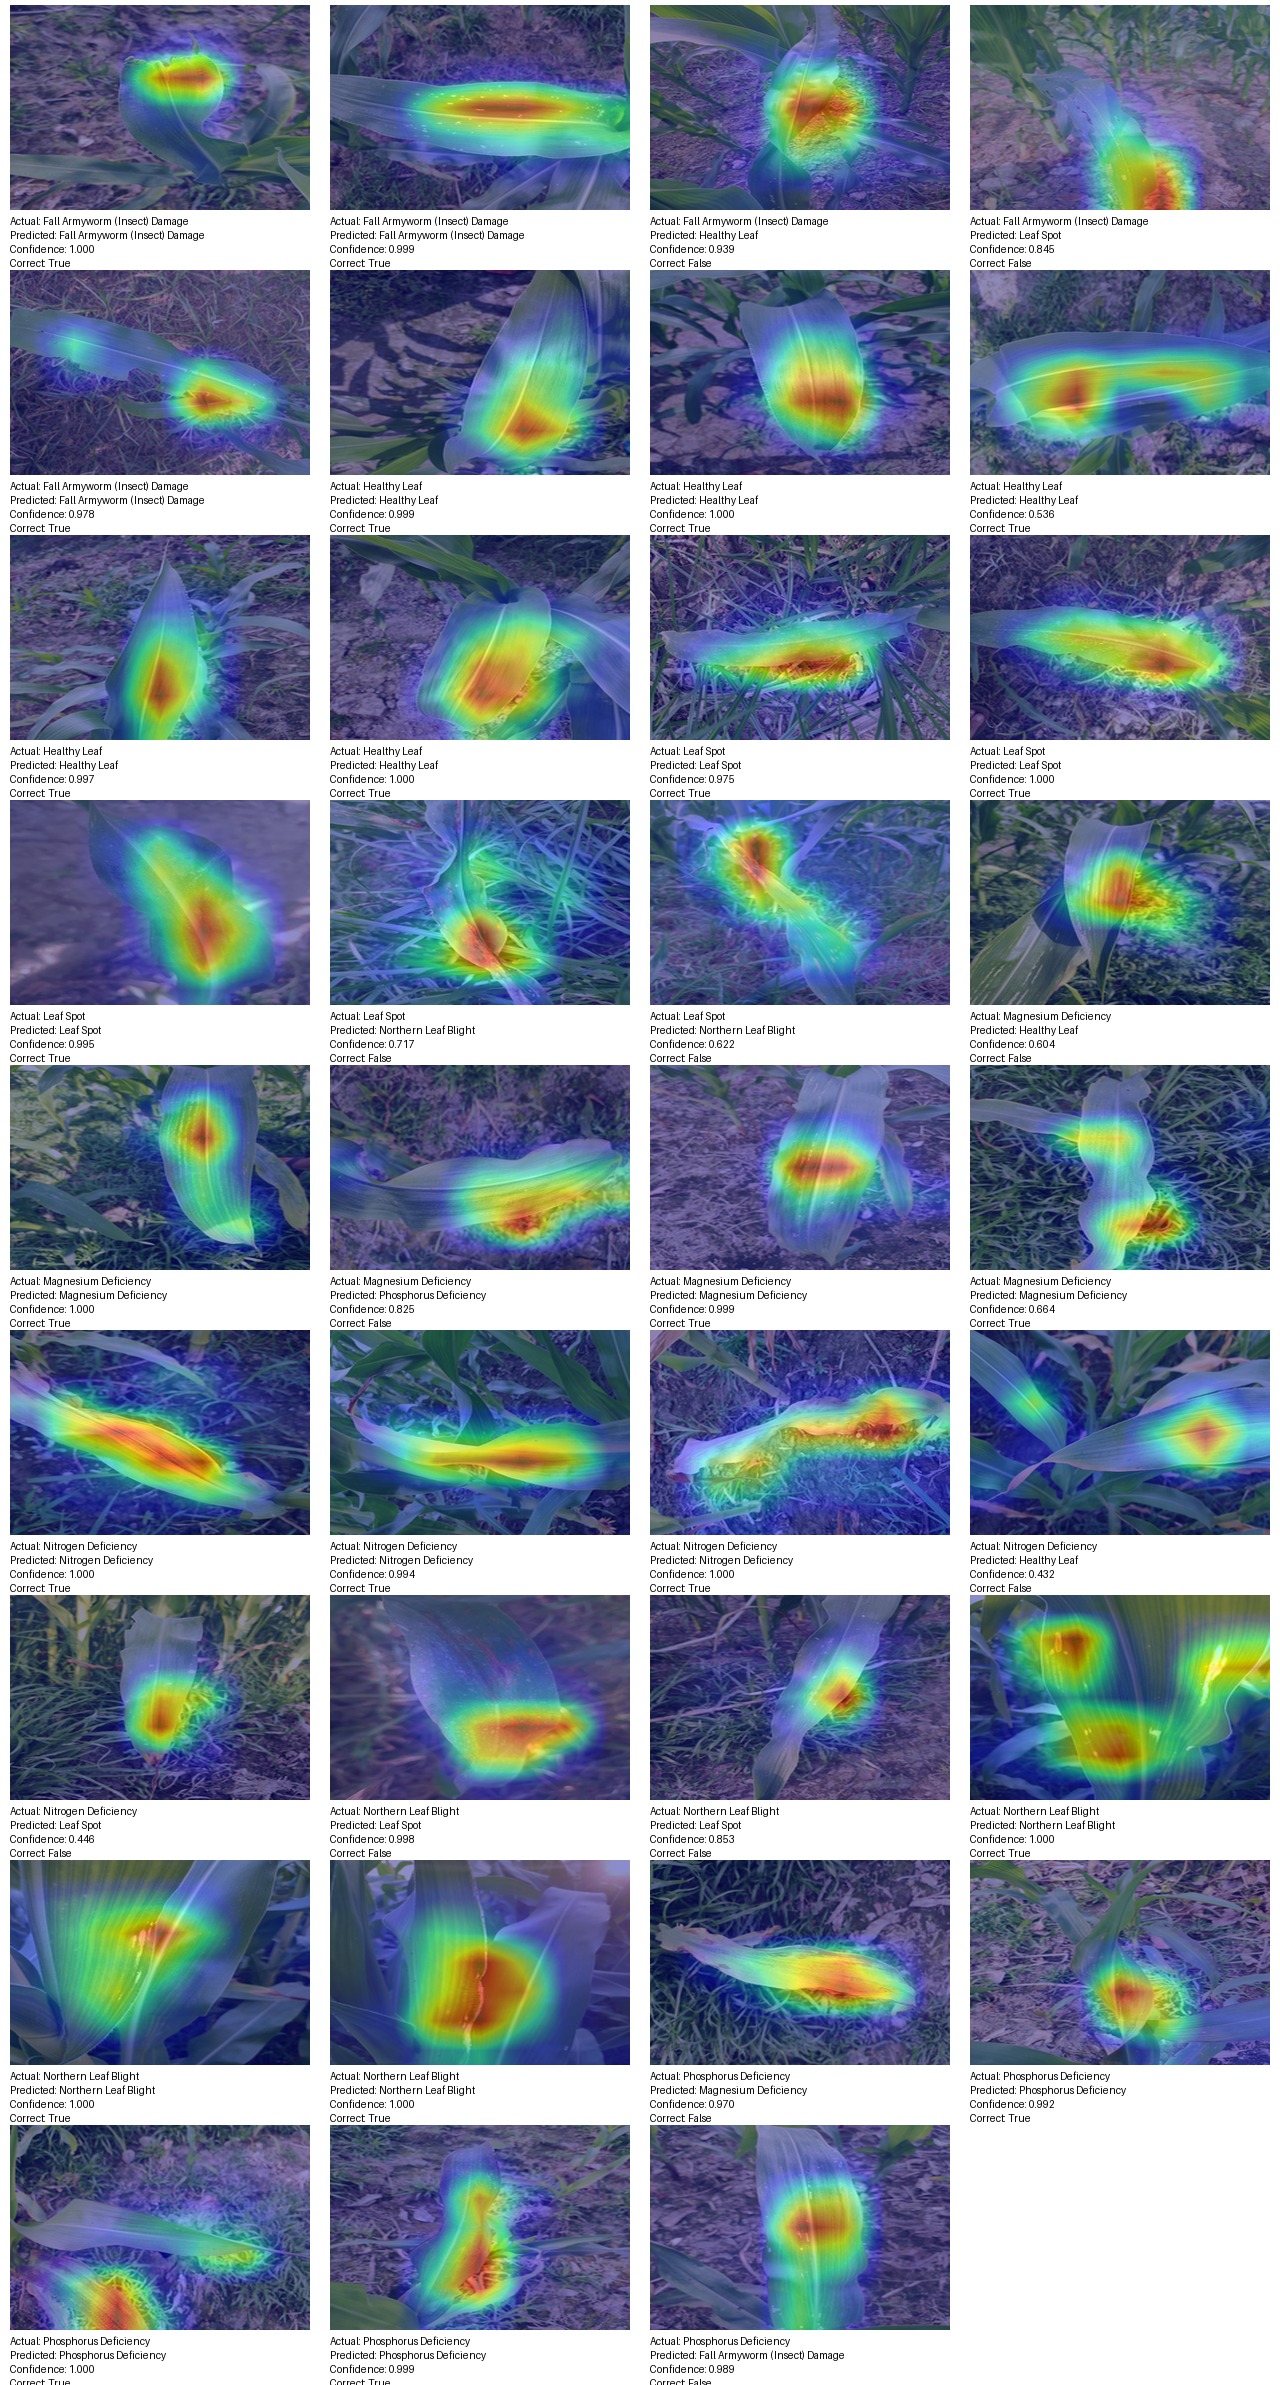 Actual: Fall Armyworm (Insect) Damage
Predicted: Fall Armyworm (Insect) Damage
Confidence: 1.000
Correct: True
Actual: Fall Armyworm (Insect) Damage
Predicted: Fall Armyworm (Insect) Damage
Confidence: 0.999
Correct: True
Actual: Fall Armyworm (Insect) Damage
Predicted: Healthy Leaf
Confidence: 0.939
Correct: False
Actual: Fall Armyworm (Insect) Damage
Predicted: Leaf Spot
Confidence: 0.845
Correct: False
Actual: Fall Armyworm (Insect) Damage
Predicted: Fall Armyworm (Insect) Damage
Confidence: 0.978
Correct: True
Actual: Healthy Leaf
Predicted: Healthy Leaf
Confidence: 0.999
Correct: True
Actual: Healthy Leaf
Predicted: Healthy Leaf
Confidence: 1.000
Correct: True
Actual: Healthy Leaf
Predicted: Healthy Leaf
Confidence: 0.536
Correct: True
Actual: Healthy Leaf
Predicted: Healthy Leaf
Confidence: 0.997
Correct: True
Actual: Healthy Leaf
Predicted: Healthy Leaf
Confidence: 1.000
Correct: True
Actual: Leaf Spot
Predicted: Leaf Spot
Confidence: 0.975
Correct: True
Actual: Leaf Spot
Predicted: Leaf Spot
Confidence: 1.000
Correct: True
Actual: Leaf Spot
Predicted: Leaf Spot
Confidence: 0.995
Correct: True
Actual: Leaf Spot
Predicted: Northern Leaf Blight
Confidence: 0.717
Correct: False
Actual: Leaf Spot
Predicted: Northern Leaf Blight
Confidence: 0.622
Correct: False
Actual: Magnesium Deficiency
Predicted: Healthy Leaf
Confidence: 0.604
Correct: False
Actual: Magnesium Deficiency
Predicted: Magnesium Deficiency
Confidence: 1.000
Correct: True
Actual: Magnesium Deficiency
Predicted: Phosphorus Deficiency
Confidence: 0.825
Correct: False
Actual: Magnesium Deficiency
Predicted: Magnesium Deficiency
Confidence: 0.999
Correct: True
Actual: Magnesium Deficiency
Predicted: Magnesium Deficiency
Confidence: 0.664
Correct: True
Actual: Nitrogen Deficiency
Predicted: Nitrogen Deficiency
Confidence: 1.000
Correct: True
Actual: Nitrogen Deficiency
Predicted: Nitrogen Deficiency
Confidence: 0.994
Correct: True
Actual: Nitrogen Deficiency
Predicted: Nitrogen Deficiency
Confidence: 1.000
Correct: True
Actual: Nitrogen Deficiency
Predicted: Healthy Leaf
Confidence: 0.432
Correct: False
Actual: Nitrogen Deficiency
Predicted: Leaf Spot
Confidence: 0.446
Correct: False
Actual: Northern Leaf Blight
Predicted: Leaf Spot
Confidence: 0.998
Correct: False
Actual: Northern Leaf Blight
Predicted: Leaf Spot
Confidence: 0.853
Correct: False
Actual: Northern Leaf Blight
Predicted: Northern Leaf Blight
Confidence: 1.000
Correct: True
Actual: Northern Leaf Blight
Predicted: Northern Leaf Blight
Confidence: 1.000
Correct: True
Actual: Northern Leaf Blight
Predicted: Northern Leaf Blight
Confidence: 1.000
Correct: True
Actual: Phosphorus Deficiency
Predicted: Magnesium Deficiency
Confidence: 0.970
Correct: False
Actual: Phosphorus Deficiency
Predicted: Phosphorus Deficiency
Confidence: 0.992
Correct: True
Actual: Phosphorus Deficiency
Predicted: Phosphorus Deficiency
Confidence: 1.000
Correct: True
Actual: Phosphorus Deficiency
Predicted: Phosphorus Deficiency
Confidence: 0.999
Correct: True
Actual: Phosphorus Deficiency
Predicted: Fall Armyworm (Insect) Damage
Confidence: 0.989
Correct: False